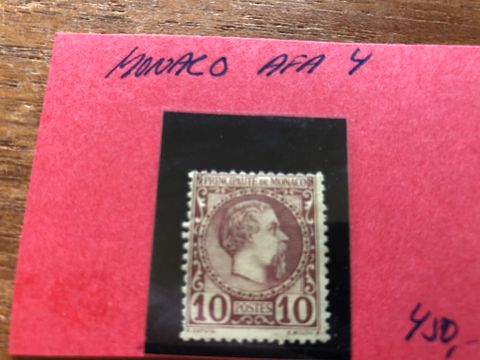 MONACO AFA 4
PRINCIPAUTÉ DE MONACO
10 POSTES 10
450,-